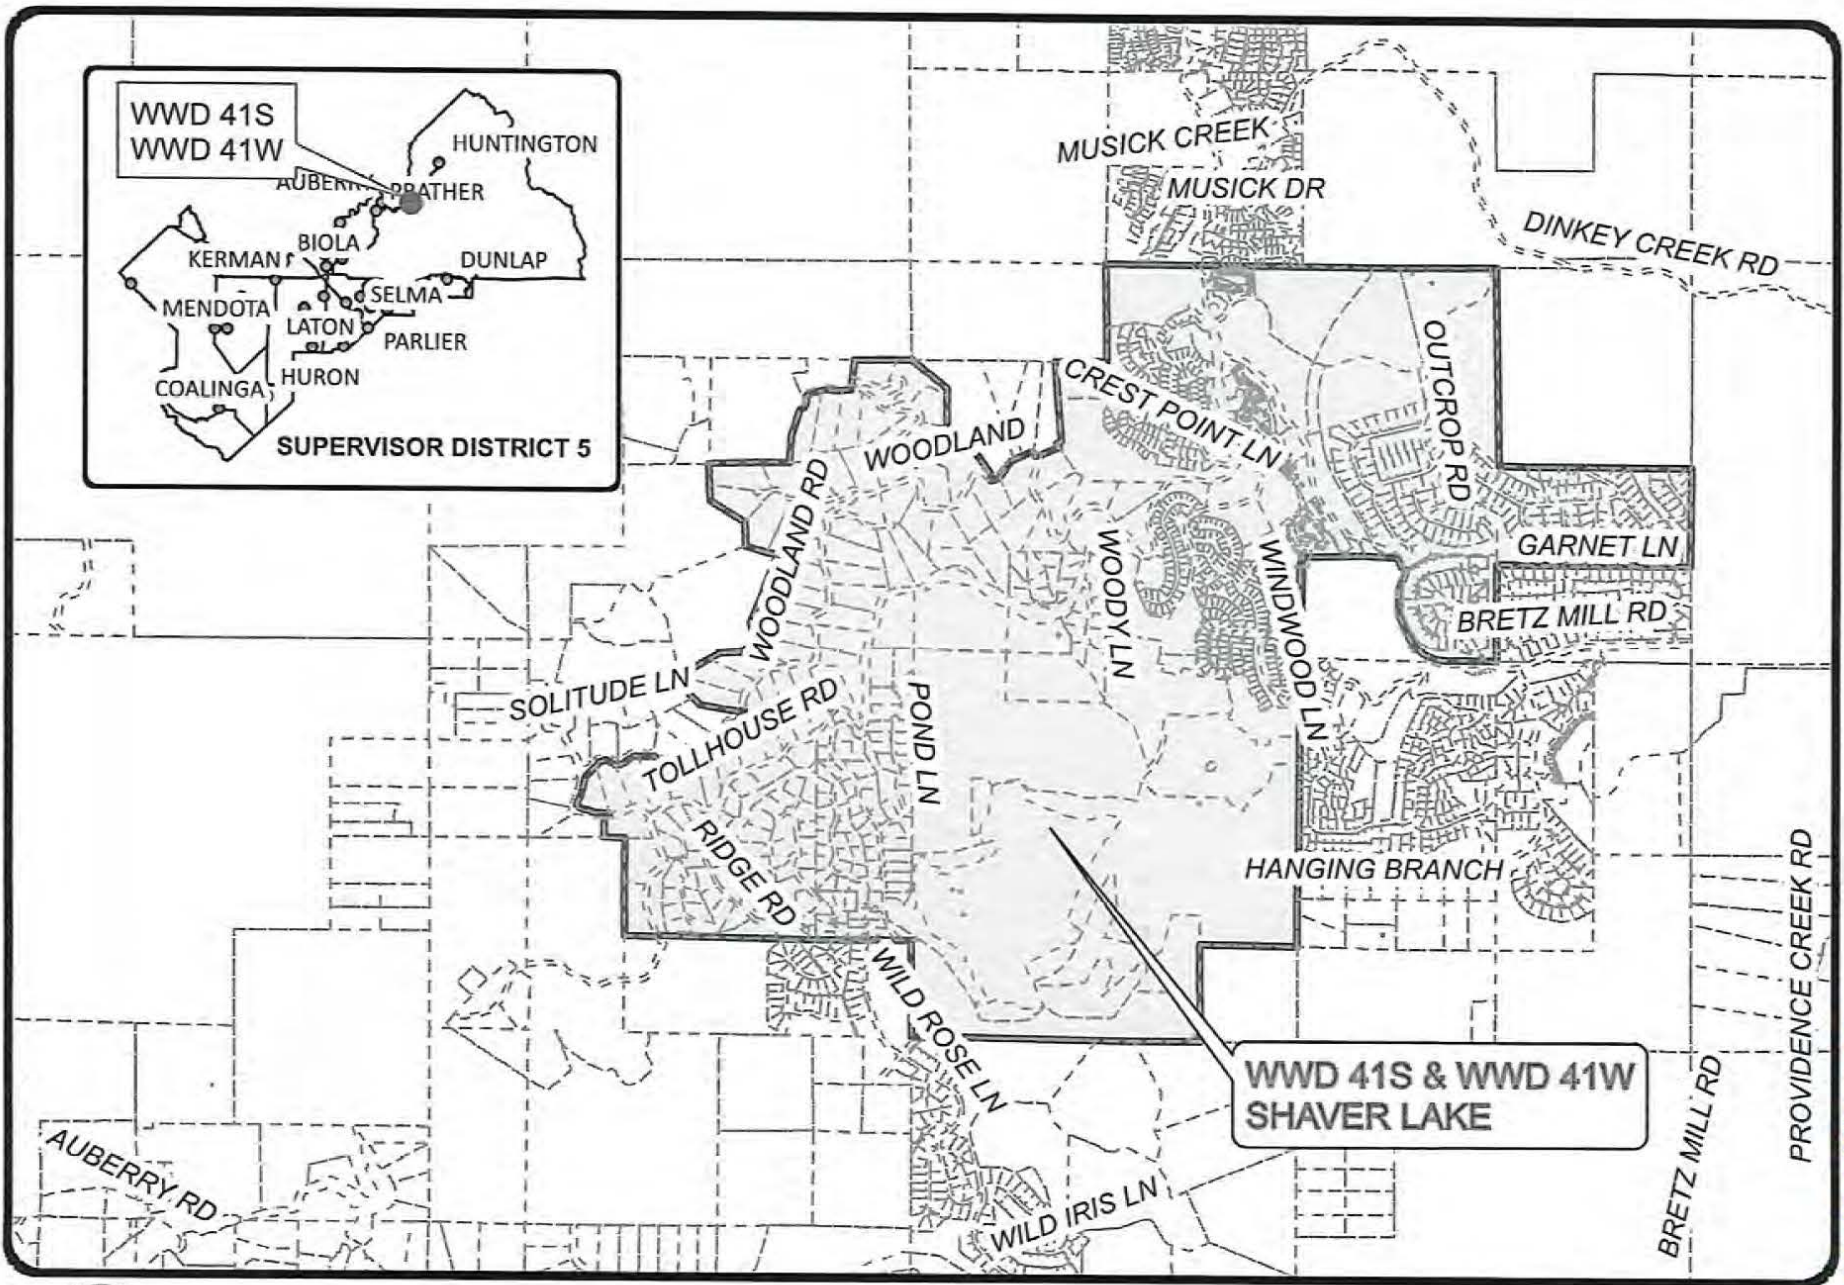 WWD 41S
WWD 41W
HUNTINGTON
AUBERRY
PRATHER
BIOLA
KERMAN
DUNLAP
MENDOTA
SELMA
LATON
PARLIER
HURON
COALINGA
SUPERVISOR DISTRICT 5
MUSICK CREEK
MUSICK DR
DINKEY CREEK RD
OUTCROP RD
CREST POINT LN
WOODLAND
WOODLAND RD
GARNET LN
WOODY LN
WINDWOOD LN
BRETZ MILL RD
SOLITUDE LN
TOLLHOUSE RD
POND LN
RIDGE RD
HANGING BRANCH
PROVIDENCE CREEK RD
WILD ROSE LN
WWD 41S & WWD 41W
SHAVER LAKE
BRETZ MILL RD
AUBERRY RD
WILD IRIS LN